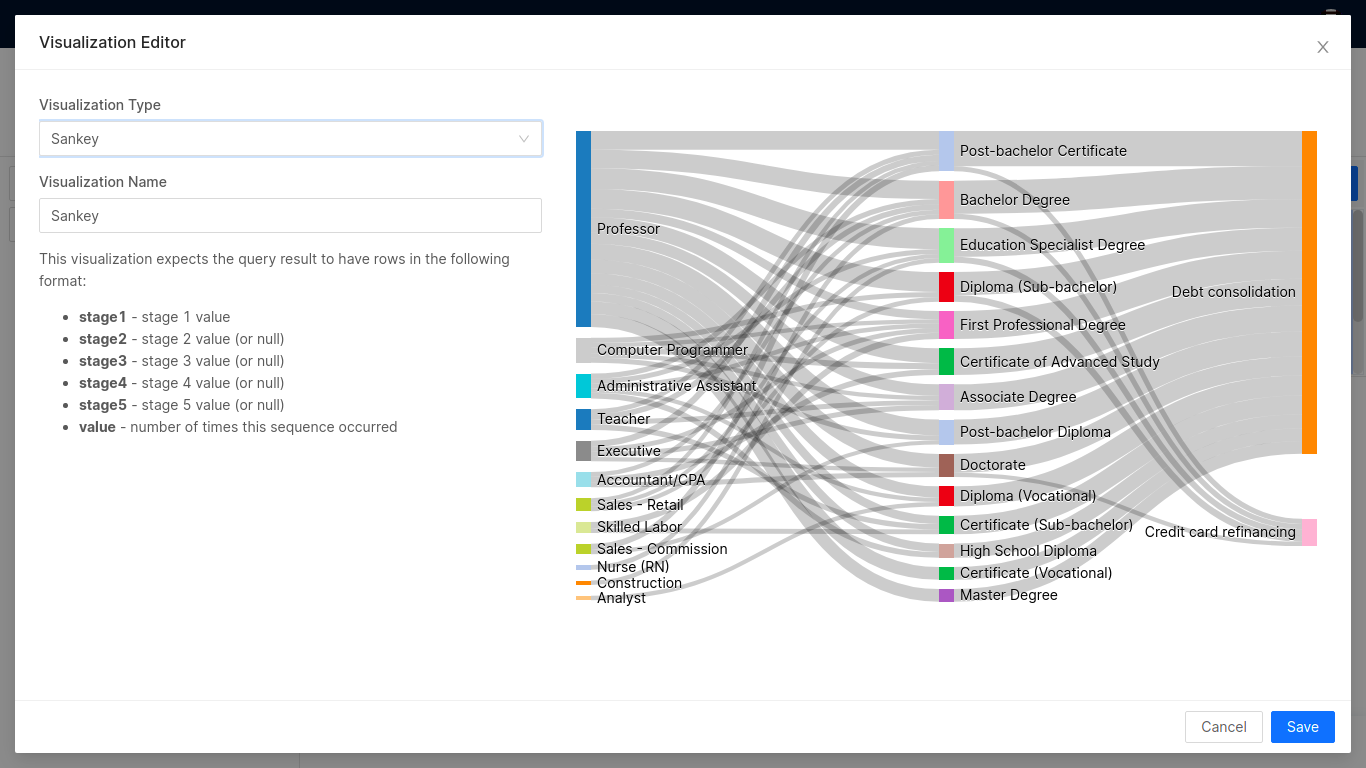 Visualization Editor
Visualization Type
Sankey
Visualization Name
Sankey
This visualization expects the query result to have rows in the following
format:
stage1 - stage 1 value
stage2 - stage 2 value (or null)
stage3 - stage 3 value (or null)
stage4 - stage 4 value (or null)
stage5 - stage 5 value (or null)
value - number of times this sequence occurred
Professor
Computer Programmer
Administrative Assistant
Teacher
Executive
Accountant/CPA
Sales - Retail
Skilled Labor
Sales - Commission
Nurse (RN)
Construction
Analyst
Post-bachelor Certificate
Bachelor Degree
Education Specialist Degree
Diploma (Sub-bachelor)
First Professional Degree
Certificate of Advanced Study
Associate Degree
Post-bachelor Diploma
Doctorate
Diploma (Vocational)
Certificate (Sub-bachelor)
High School Diploma
Certificate (Vocational)
Master Degree
Debt consolidation
Credit card refinancing
Cancel
Save